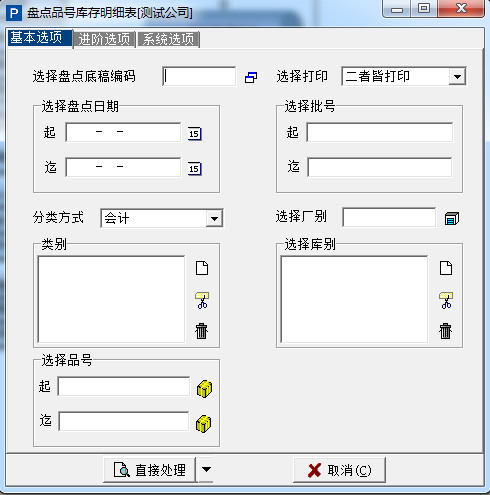 盘点品号库存明细表[测试公司]
基本选项 进阶选项 系统选项
选择盘点底稿编码 选择打印 二者皆打印
选择盘点日期 选择批号
起 - - 15 起
迄 - - 15 迄
分类方式 会计 选择厂别
类别 选择库别
选择品号
起
迄
直接处理 取消(C)